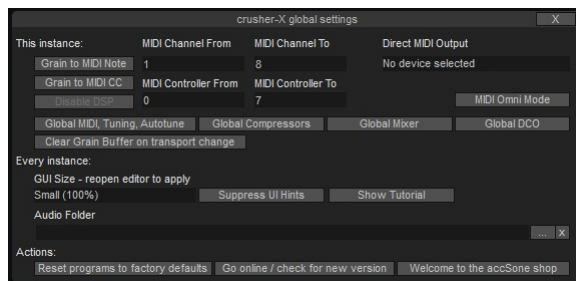 crusher-X global settings X
This instance: MIDI Channel From MIDI Channel To Direct MIDI Output
Grain to MIDI Note 1 8 No device selected
Grain to MIDI CC MIDI Controller From MIDI Controller To
Disable DSP 0 7 MIDI Omni Mode
Global MIDI, Tuning, Autotune Global Compressors Global Mixer Global DCO
Clear Grain Buffer on transport change
Every instance:
GUI Size - reopen editor to apply
Small (100%) Suppress UI Hints Show Tutorial
Audio Folder
... x
Actions:
Reset programs to factory defaults Go online / check for new version Welcome to the accSone shop